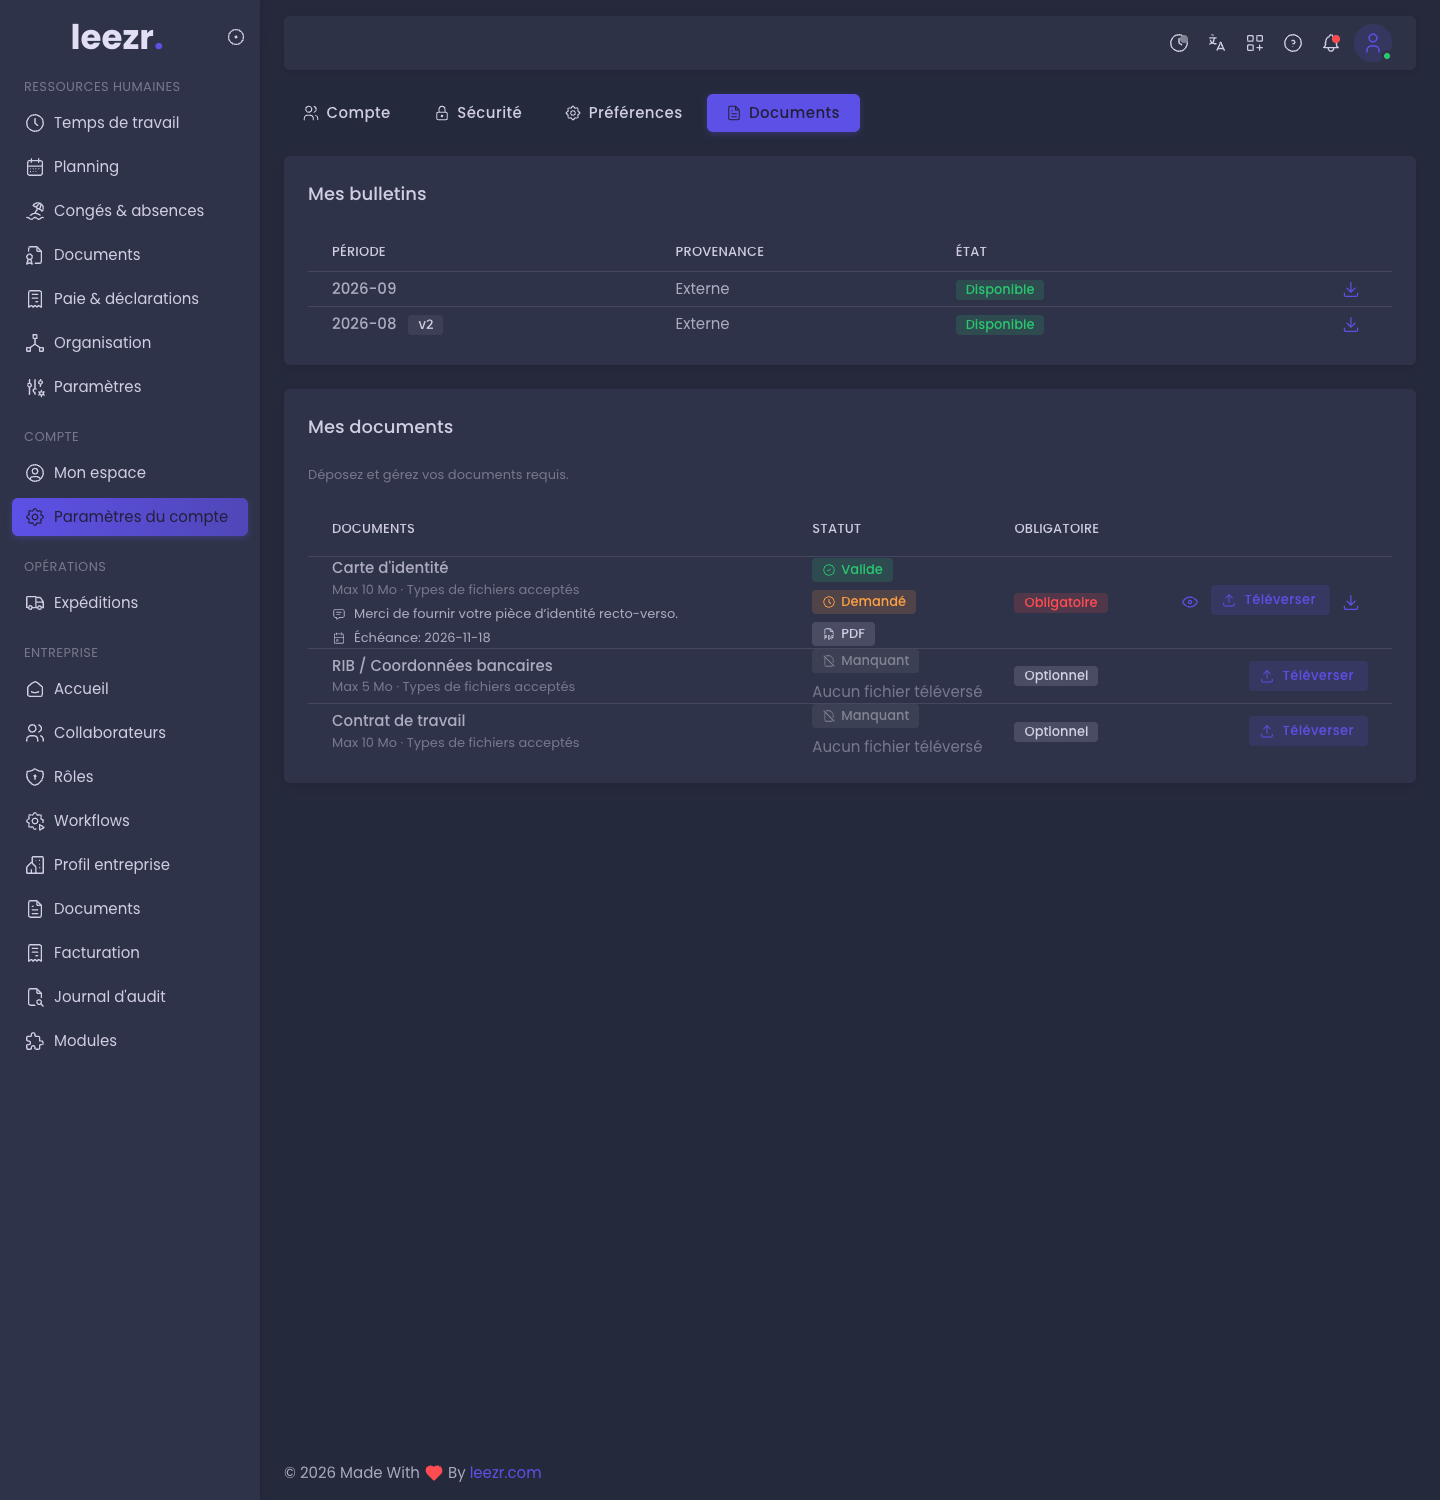 leezr.
RESSOURCES HUMAINES
Temps de travail
Planning
Congés & absences
Documents
Paie & déclarations
Organisation
Paramètres
COMPTE
Mon espace
Paramètres du compte
OPÉRATIONS
Expéditions
ENTREPRISE
Accueil
Collaborateurs
Rôles
Workflows
Profil entreprise
Documents
Facturation
Journal d'audit
Modules
Compte Sécurité Préférences Documents
Mes bulletins
PÉRIODE PROVENANCE ÉTAT
2026-09 Externe Disponible
2026-08 v2 Externe Disponible
Mes documents
Déposez et gérez vos documents requis.
DOCUMENTS STATUT OBLIGATOIRE
Carte d'identité
Max 10 Mo · Types de fichiers acceptés
Merci de fournir votre pièce d’identité recto-verso.
Échéance: 2026-11-18
Valide
Demandé
PDF
Obligatoire
Téléverser
RIB / Coordonnées bancaires
Max 5 Mo · Types de fichiers acceptés
Manquant
Aucun fichier téléversé
Optionnel
Téléverser
Contrat de travail
Max 10 Mo · Types de fichiers acceptés
Manquant
Aucun fichier téléversé
Optionnel
Téléverser
© 2026 Made With By leezr.com